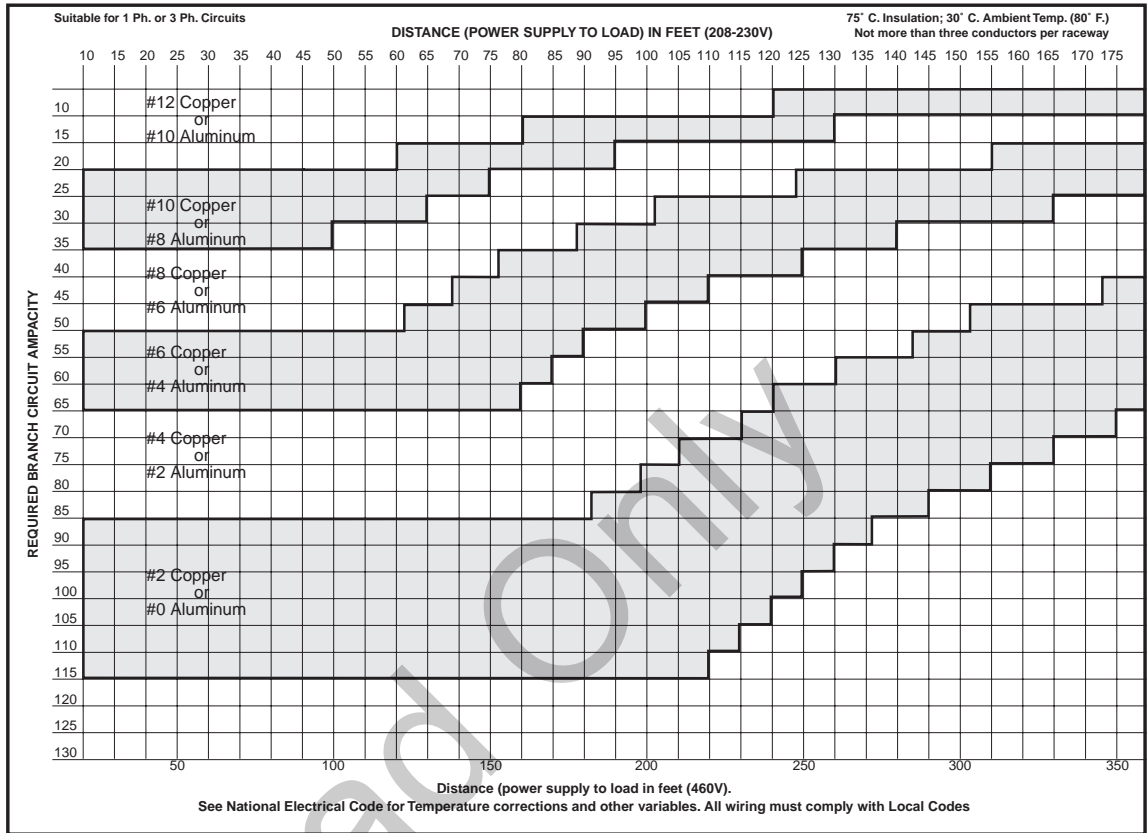 Suitable for 1 Ph. or 3 Ph. Circuits
75° C. Insulation; 30° C. Ambient Temp. (80° F.)
DISTANCE (POWER SUPPLY TO LOAD) IN FEET (208-230V)
Not more than three conductors per raceway
10 15 20 25 30 35 40 45 50 55 60 65 70 75 80 85 90 95 100 105 110 115 120 125 130 135 140 145 150 155 160 165 170 175
REQUIRED BRANCH CIRCUIT AMPACITY
10
15
20
25
30
35
40
45
50
55
60
65
70
75
80
85
90
95
100
105
110
115
120
125
130
#12 Copper
or
#10 Aluminum
#10 Copper
or
#8 Aluminum
#8 Copper
or
#6 Aluminum
#6 Copper
or
#4 Aluminum
#4 Copper
or
#2 Aluminum
#2 Copper
or
#0 Aluminum
ad Only
50 100 150 200 250 300 350
Distance (power supply to load in feet (460V).
See National Electrical Code for Temperature corrections and other variables. All wiring must comply with Local Codes